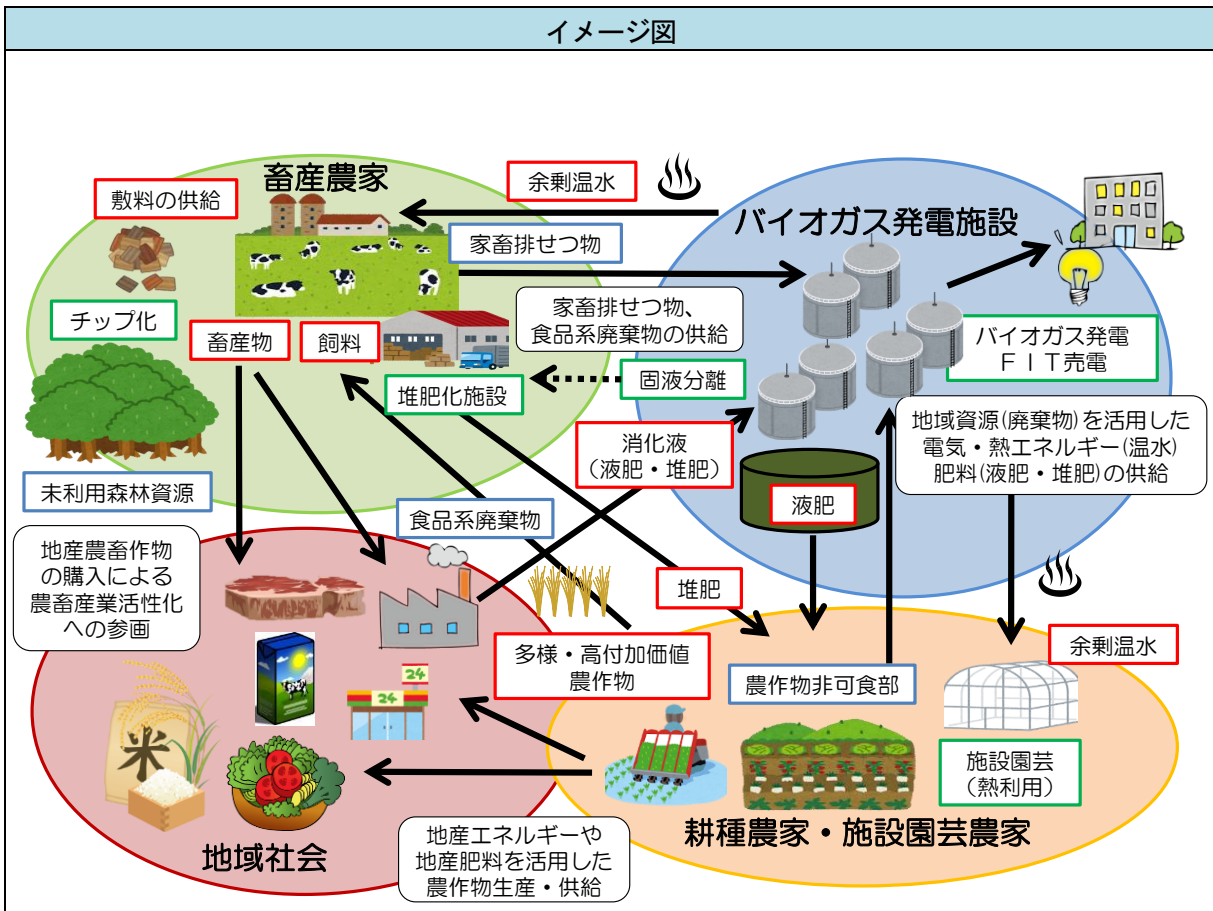 イメージ図
畜産農家
余剰温水
敷料の供給
バイオガス発電施設
家畜排せつ物
チップ化
畜産物
飼料
家畜排せつ物、
食品系廃棄物の供給
バイオガス発電
ＦＩＴ売電
堆肥化施設
固液分離
地域資源(廃棄物)を活用した
電気・熱エネルギー(温水)
肥料(液肥・堆肥)の供給
消化液
（液肥・堆肥）
未利用森林資源
食品系廃棄物
液肥
地産農畜作物
の購入による
農畜産業活性化
への参画
堆肥
多様・高付加価値
農作物
農作物非可食部
余剰温水
24
24
米
施設園芸
（熱利用）
地域社会
地産エネルギーや
地産肥料を活用した
農作物生産・供給
耕種農家・施設園芸農家